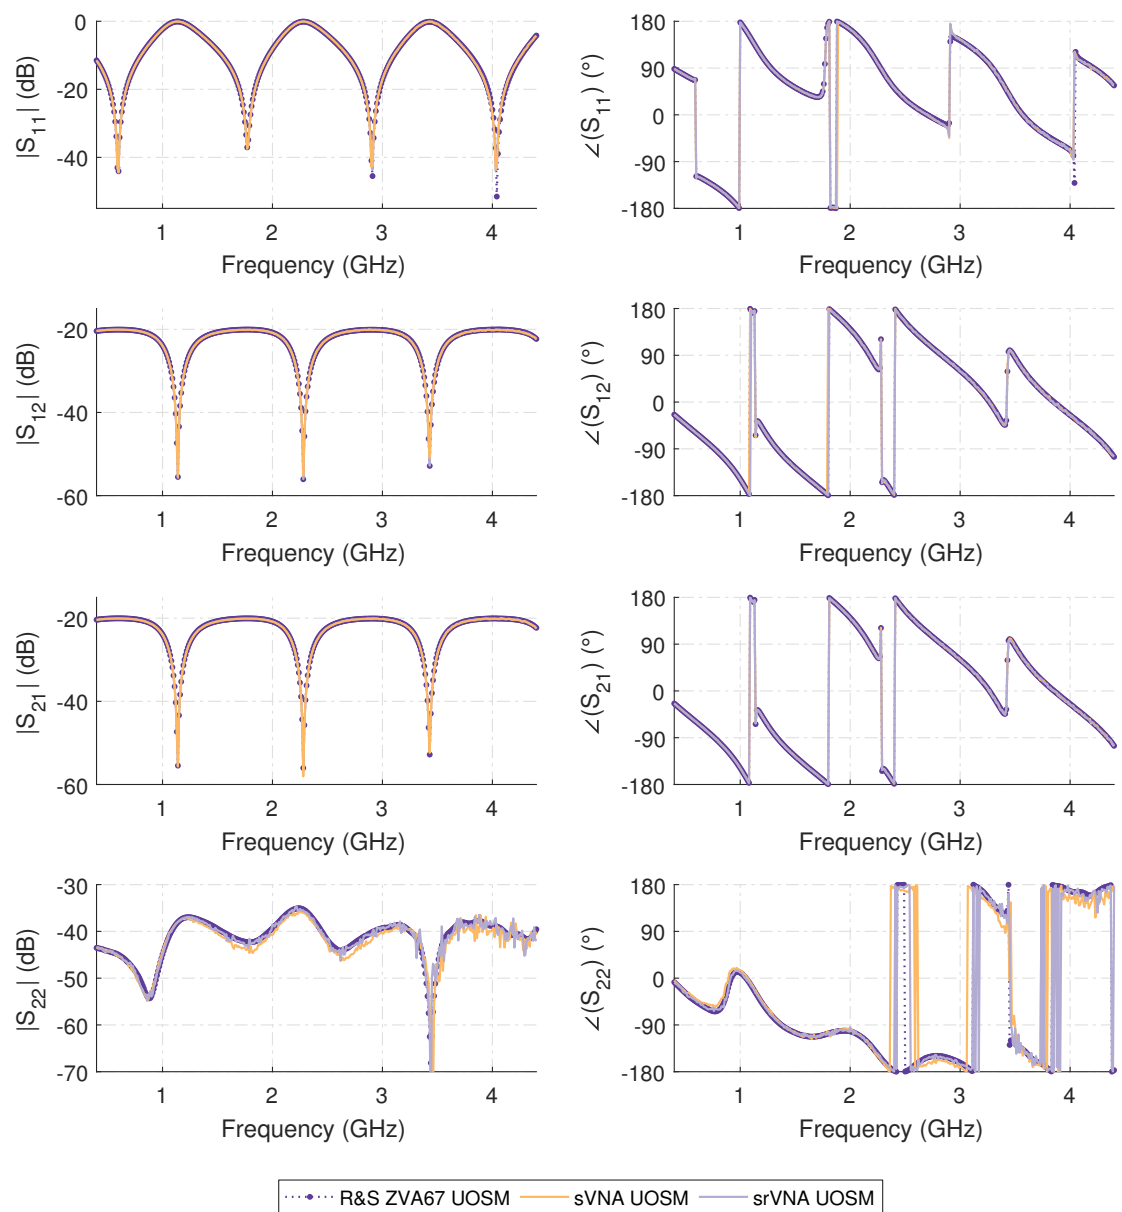 0
-20
-40
|S11| (dB)
1 2 3 4
Frequency (GHz)
180
90
0
-90
-180
∠(S11) (°)
1 2 3 4
Frequency (GHz)
-20
-40
-60
|S12| (dB)
1 2 3 4
Frequency (GHz)
180
90
0
-90
-180
∠(S12) (°)
1 2 3 4
Frequency (GHz)
-20
-40
-60
|S21| (dB)
1 2 3 4
Frequency (GHz)
180
90
0
-90
-180
∠(S21) (°)
1 2 3 4
Frequency (GHz)
-30
-40
-50
-60
-70
|S22| (dB)
1 2 3 4
Frequency (GHz)
180
90
0
-90
-180
∠(S22) (°)
1 2 3 4
Frequency (GHz)
R&S ZVA67 UOSM sVNA UOSM srVNA UOSM